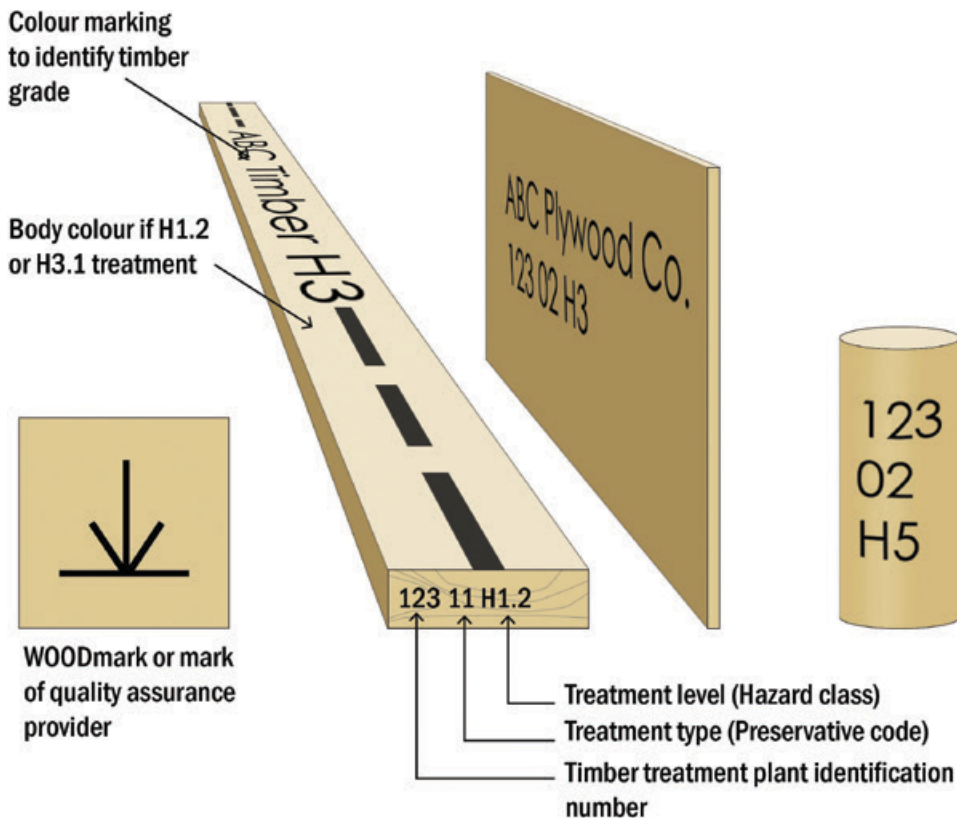 Colour marking
to identify timber
grade
ABC Timber H3
Body colour if H1.2
or H3.1 treatment
ABC Plywood Co.
123 02 H3
123
02
H5
123 11 H1.2
WOODmark or mark
of quality assurance
provider
Treatment level (Hazard class)
Treatment type (Preservative code)
Timber treatment plant identification
number